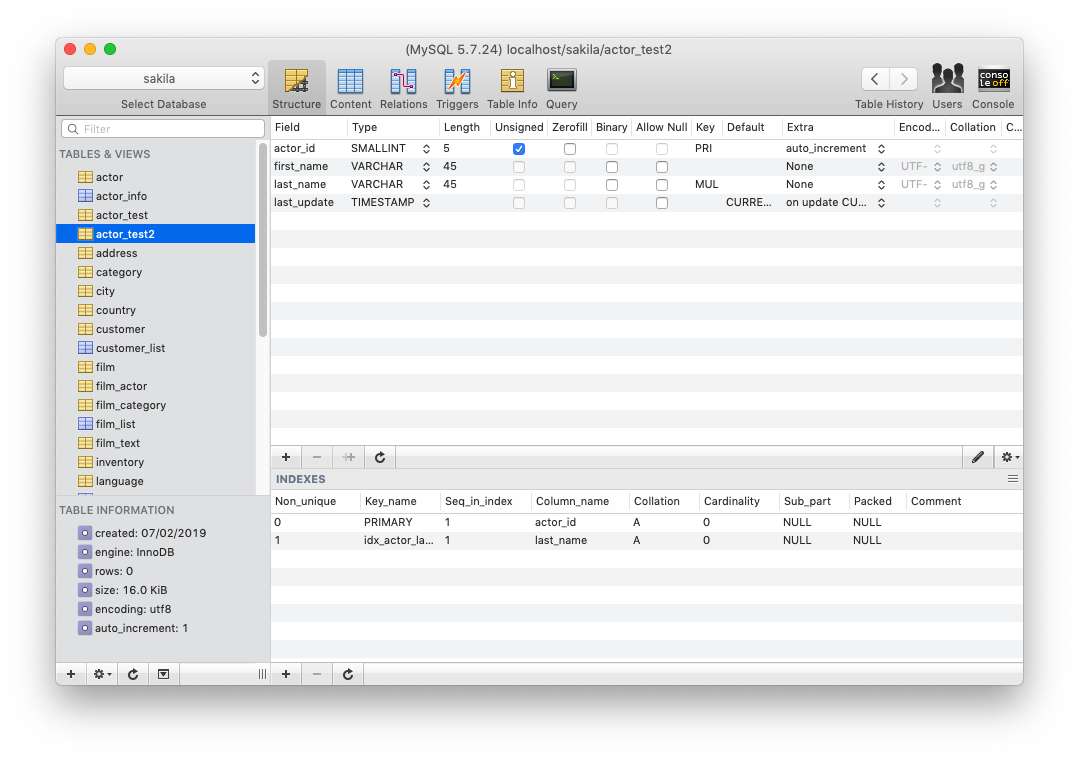 (MySQL 5.7.24) localhost/sakila/actor_test2
sakila
Select Database
Structure Content Relations Triggers Table Info Query
conso
le off
Table History Users Console
Filter
TABLES & VIEWS
actor
actor_info
actor_test
actor_test2
address
category
city
country
customer
customer_list
film
film_actor
film_category
film_list
film_text
inventory
language
TABLE INFORMATION
created: 07/02/2019
engine: InnoDB
rows: 0
size: 16.0 KiB
encoding: utf8
auto_increment: 1
Field Type Length Unsigned Zerofill Binary Allow Null Key Default Extra Encod... Collation C...
actor_id SMALLINT 5 PRI auto_increment
first_name VARCHAR 45 None UTF- utf8_g
last_name VARCHAR 45 MUL None UTF- utf8_g
last_update TIMESTAMP CURRE... on update CU...
INDEXES
Non_unique Key_name Seq_in_index Column_name Collation Cardinality Sub_part Packed Comment
0 PRIMARY 1 actor_id A 0 NULL NULL
1 idx_actor_la... 1 last_name A 0 NULL NULL